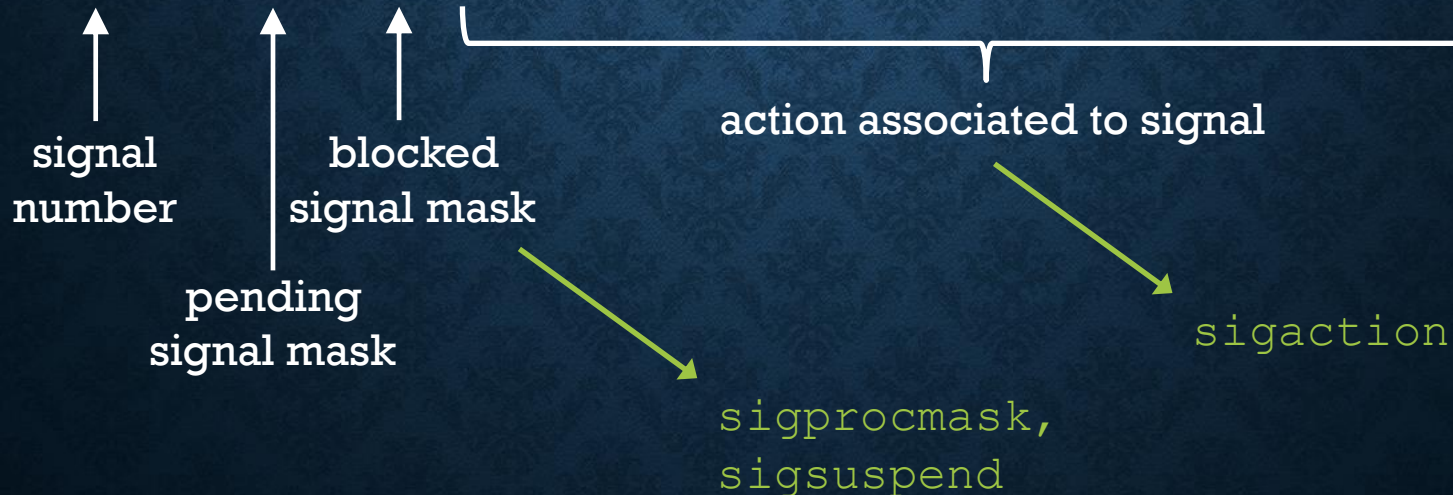 signal
number
blocked
signal mask
pending
signal mask
action associated to signal
sigaction
sigprocmask,
sigsuspend